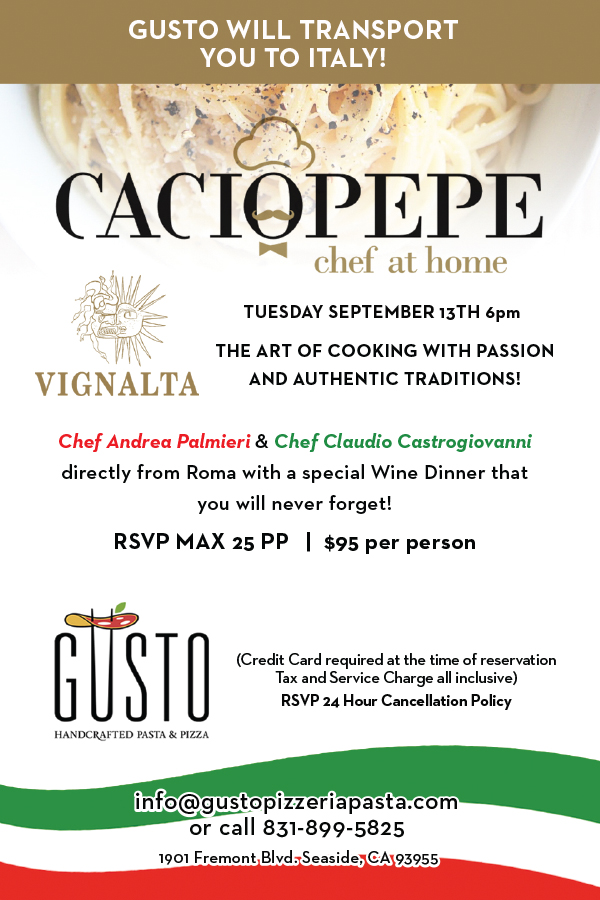 GUSTO WILL TRANSPORT
YOU TO ITALY!
CACIOPEPE
chef at home
VIGNALTA
TUESDAY SEPTEMBER 13TH 6pm
THE ART OF COOKING WITH PASSION
AND AUTHENTIC TRADITIONS!
Chef Andrea Palmieri & Chef Claudio Castrogiovanni
directly from Roma with a special Wine Dinner that
you will never forget!
RSVP MAX 25 PP | $95 per person
GUSTO
HANDCRAFTED PASTA & PIZZA
(Credit Card required at the time of reservation
Tax and Service Charge all inclusive)
RSVP 24 Hour Cancellation Policy
info@gustopizzeriapasta.com
or call 831-899-5825
1901 Fremont Blvd. Seaside, CA 93955